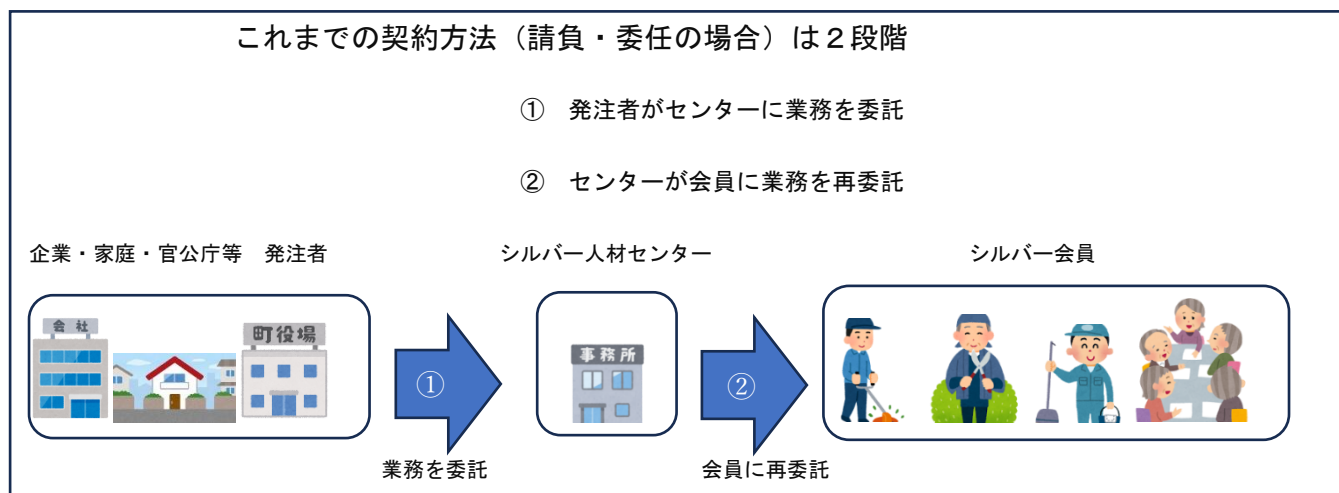 これまでの契約方法（請負・委任の場合）は２段階
① 発注者がセンターに業務を委託
② センターが会員に業務を再委託
企業・家庭・官公庁等 発注者
シルバー人材センター
シルバー会員
会社
町役場
①
事務所
②
業務を委託
会員に再委託